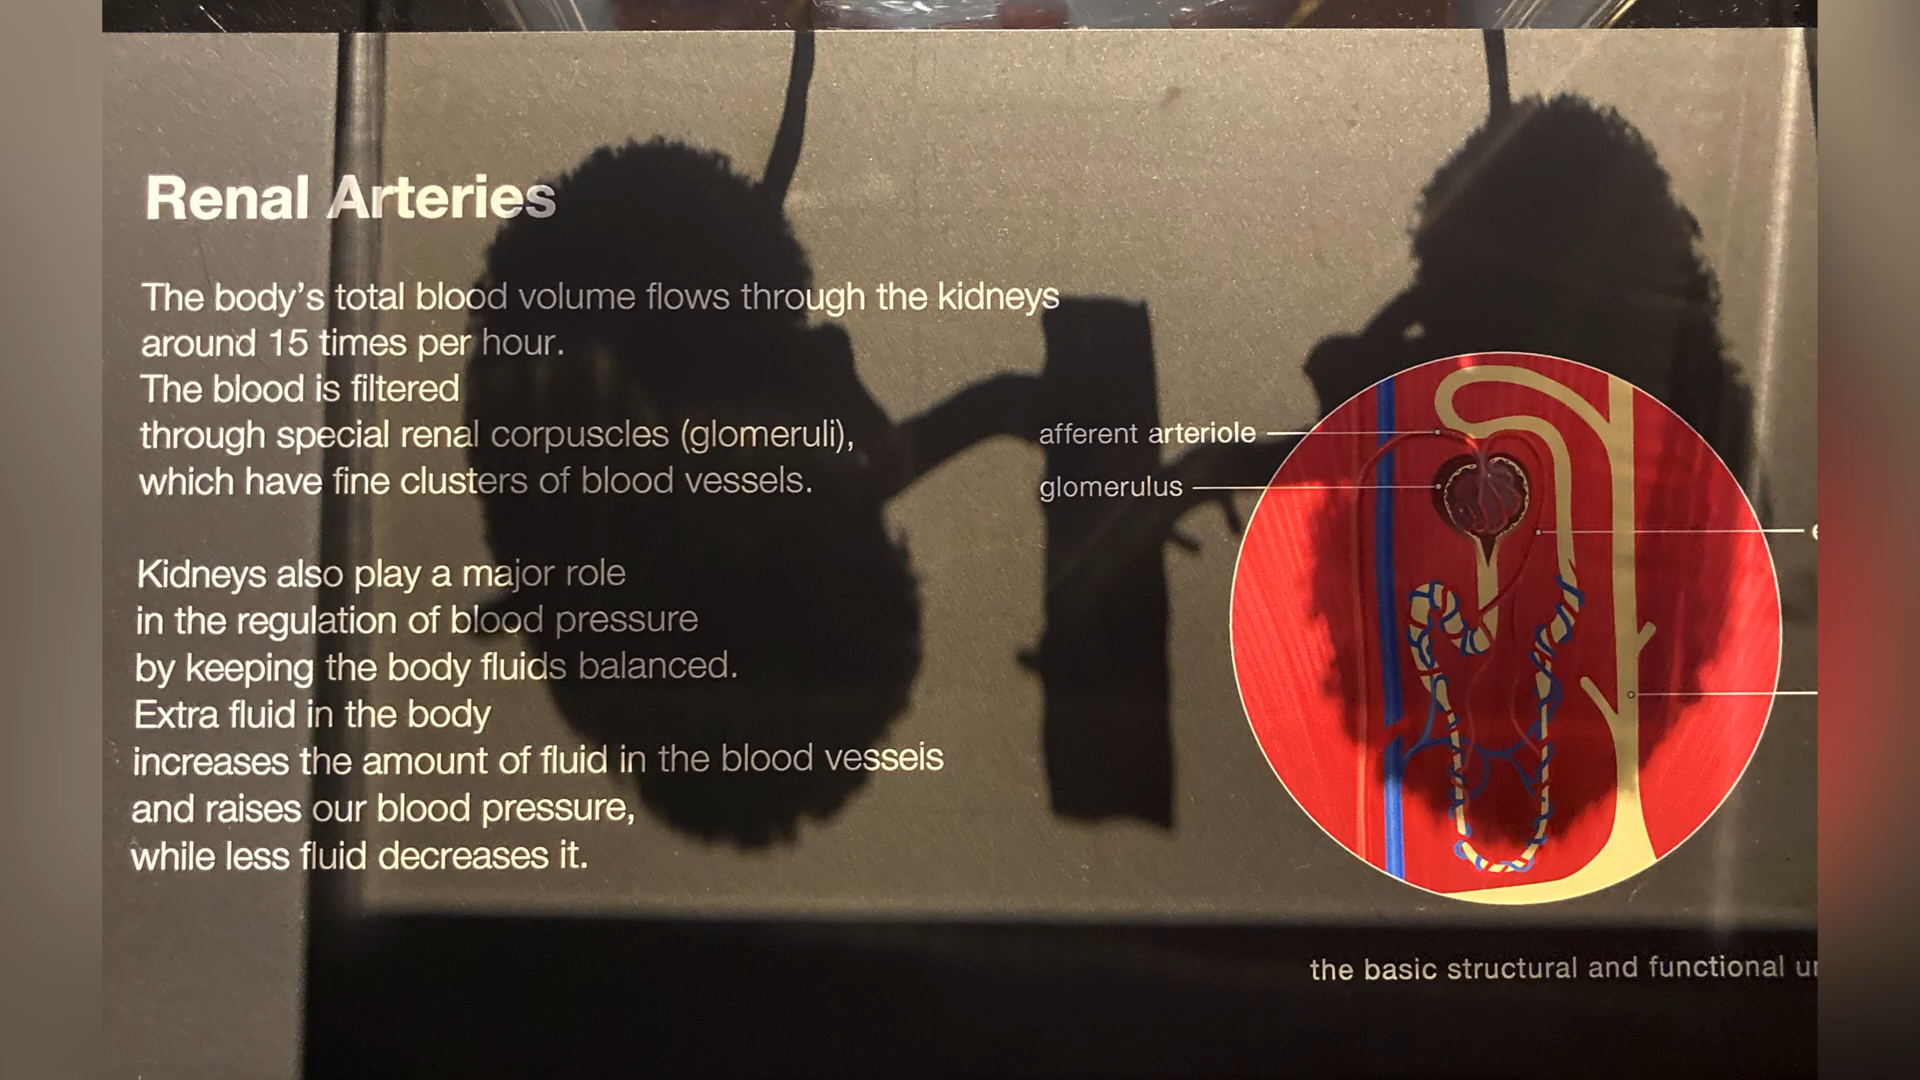 Renal Arteries
The body's total blood volume flows through the kidneys
around 15 times per hour.
The blood is filtered
through special renal corpuscles (glomeruli),
which have fine clusters of blood vessels.
Kidneys also play a major role
in the regulation of blood pressure
by keeping the body fluids balanced.
Extra fluid in the body
increases the amount of fluid in the blood vessels
and raises our blood pressure,
while less fluid decreases it.
afferent arteriole
glomerulus
the basic structural and functional